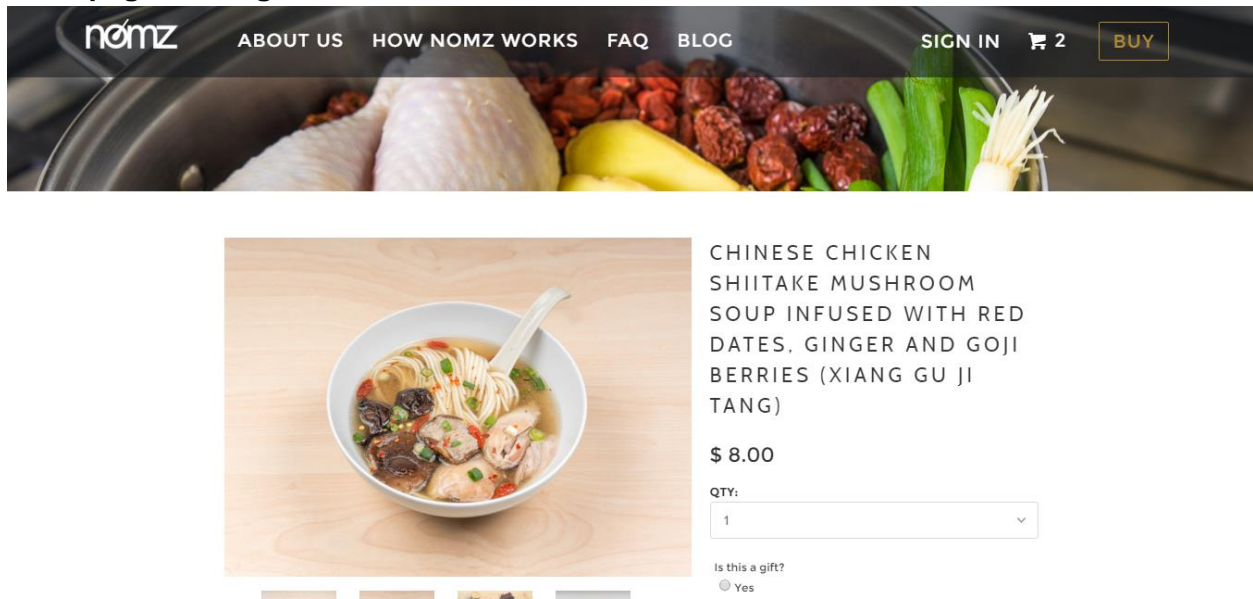 nømz
ABOUT US HOW NOMZ WORKS FAQ BLOG SIGN IN 2 BUY
CHINESE CHICKEN
SHIITAKE MUSHROOM
SOUP INFUSED WITH RED
DATES, GINGER AND GOJI
BERRIES (XIANG GU JI
TANG)
$ 8.00
QTY:
1
Is this a gift?
Yes